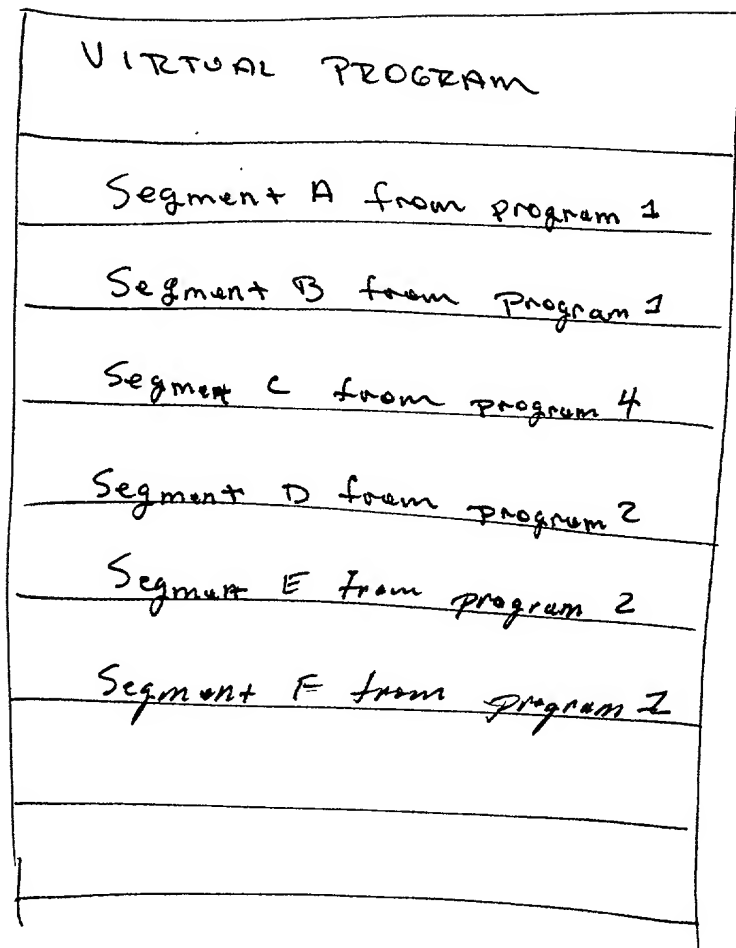 VIRTUAL PROGRAM
Segment A from program 1
Segment B from Program 1
Segment C from program 4
Segment D from program 2
Segment E from program 2
Segment F from program 1